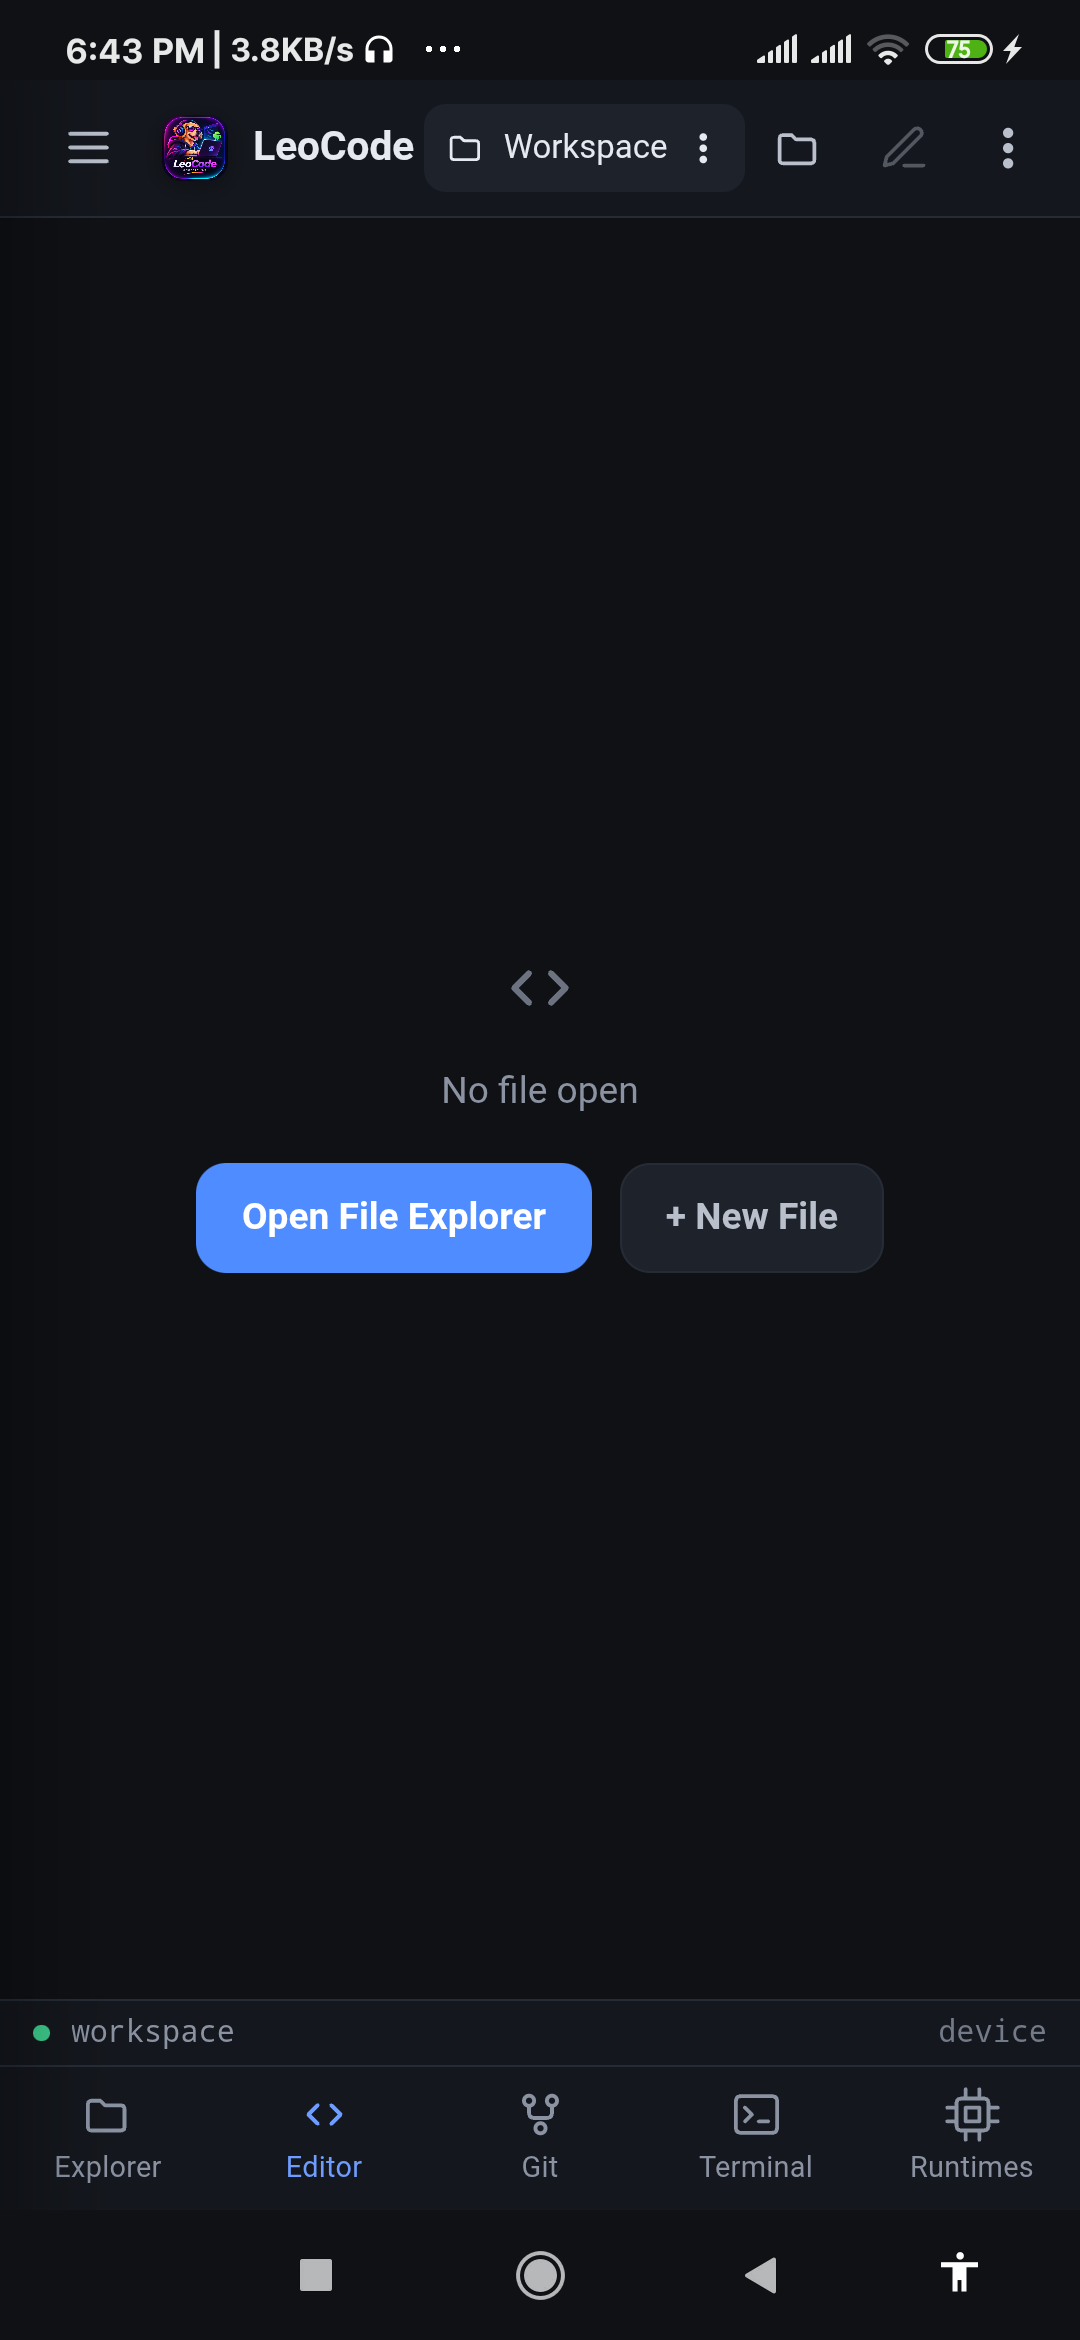 6:43 PM | 3.8KB/s ... 75
LeoCode
LeoCode
Workspace
No file open
Open File Explorer
+ New File
workspace
device
Explorer
Editor
Git
Terminal
Runtimes